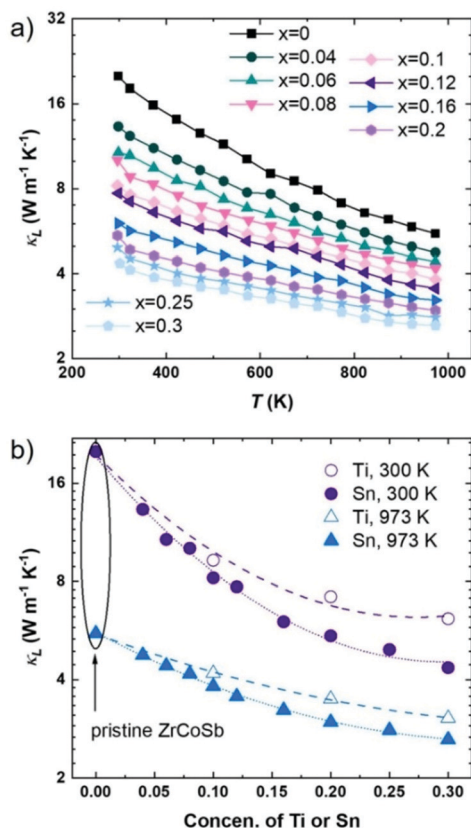 a)
32
16
8
4
2
κL (W m-1 K-1)
x=0
x=0.04
x=0.06
x=0.08
x=0.1
x=0.12
x=0.16
x=0.2
x=0.25
x=0.3
200
400
600
800
1000
T (K)
b)
16
8
4
2
κL (W m-1 K-1)
Ti, 300 K
Sn, 300 K
Ti, 973 K
Sn, 973 K
pristine ZrCoSb
0.00
0.05
0.10
0.15
0.20
0.25
0.30
Concen. of Ti or Sn